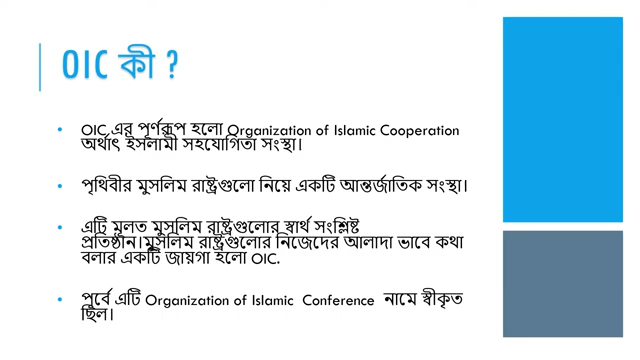 OIC কী ?
• OIC এর পূর্ণরূপ হলো Organization of Islamic Cooperation
অর্থাৎ ইসলামী সহযোগিতা সংস্থা।
• পৃথিবীর মুসলিম রাষ্ট্রগুলো নিয়ে একটি আন্তর্জাতিক সংস্থা।
• এটি মূলত মুসলিম রাষ্ট্রগুলোর স্বার্থ সংশ্লিষ্ট
প্রতিষ্ঠান।মুসলিম রাষ্ট্রগুলোর নিজেদের আলাদা ভাবে কথা
বলার একটি জায়গা হলো OIC.
• পূর্বে এটি Organization of Islamic Conference নামে স্বীকৃত
ছিল।